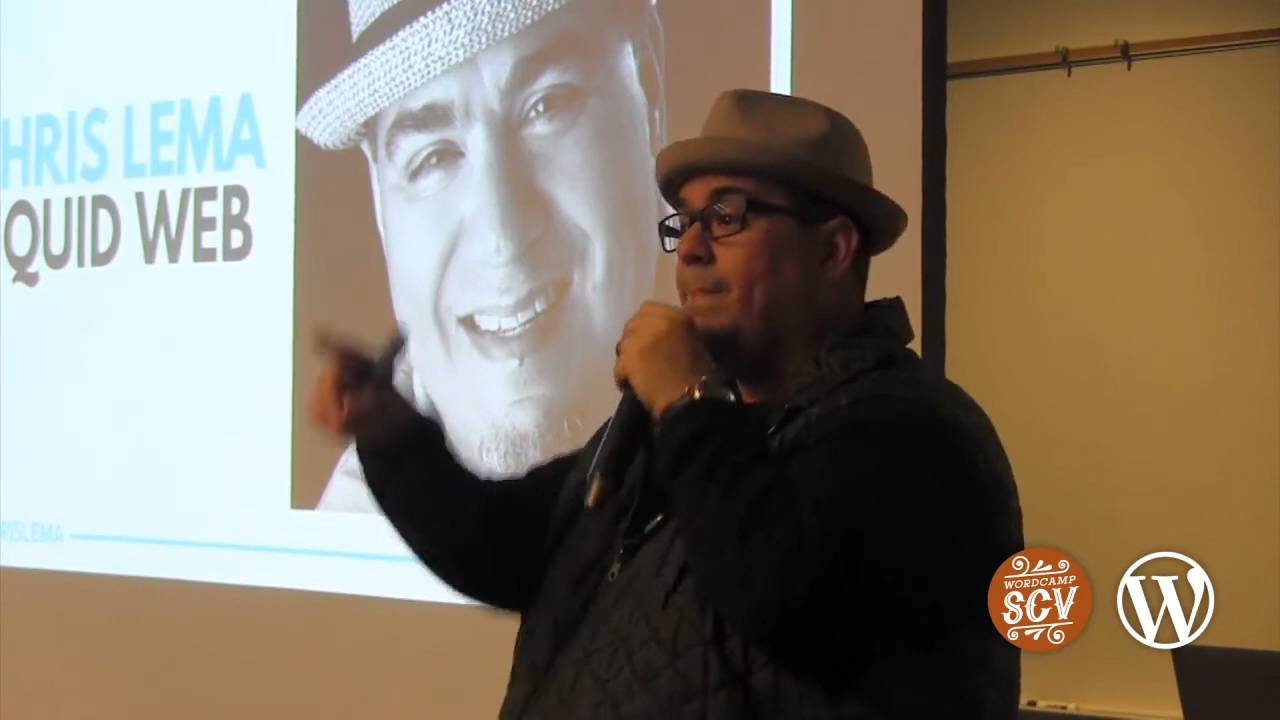 HRIS LEMA
QUID WEB
RISLEMA
WORDCAMP
SCV
W